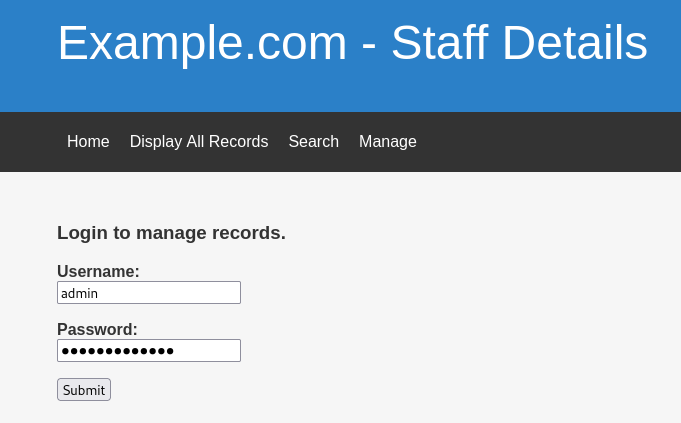 Example.com - Staff Details
Home Display All Records Search Manage
Login to manage records.
Username:
admin
Password:
●●●●●●●●●●●●●
Submit